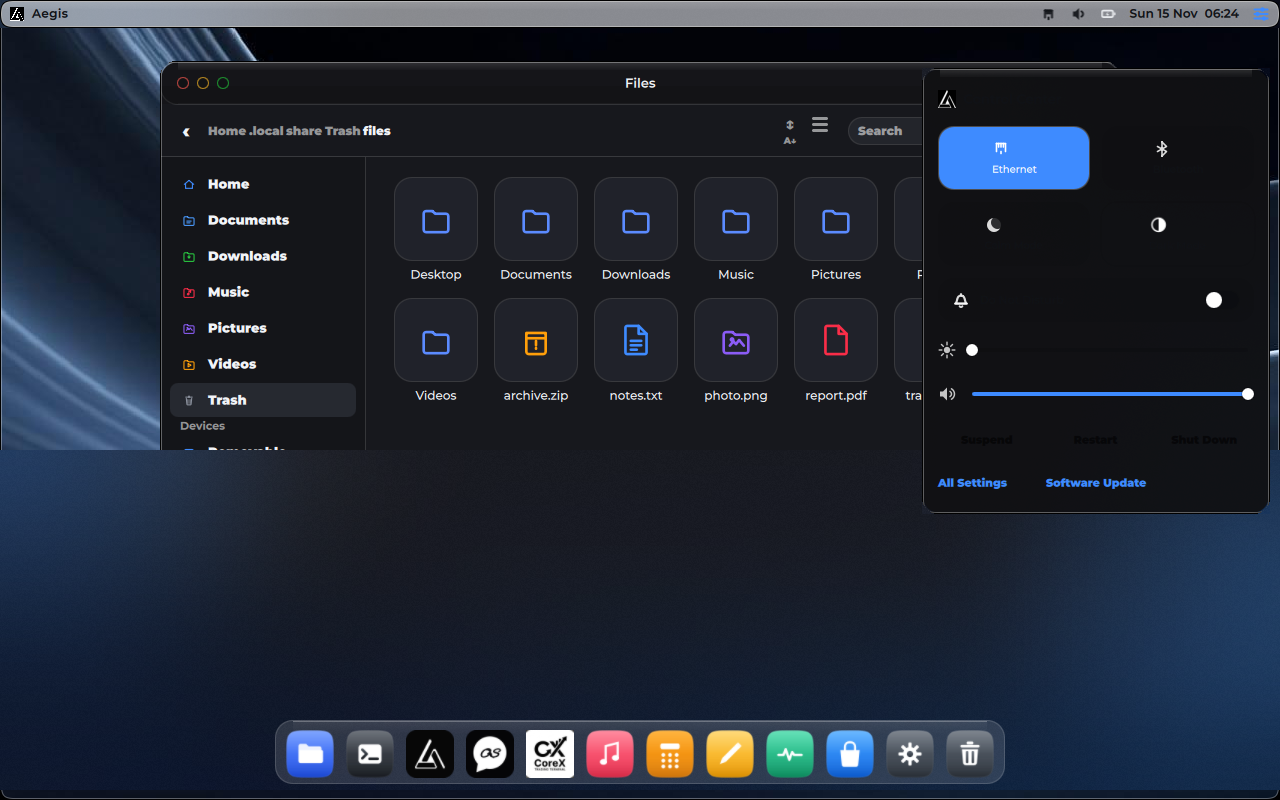 Aegis
Sun 15 Nov 06:24
Files
Home .local share Trash files
A
Search
Ethernet
Home
Documents
Downloads
Music
Pictures
Videos
Trash
Devices
Desktop
Documents
Downloads
Music
Pictures
Videos
archive.zip
notes.txt
photo.png
report.pdf
tra
Suspend
Restart
Shut Down
All Settings
Software Update
as
CX
CoreX